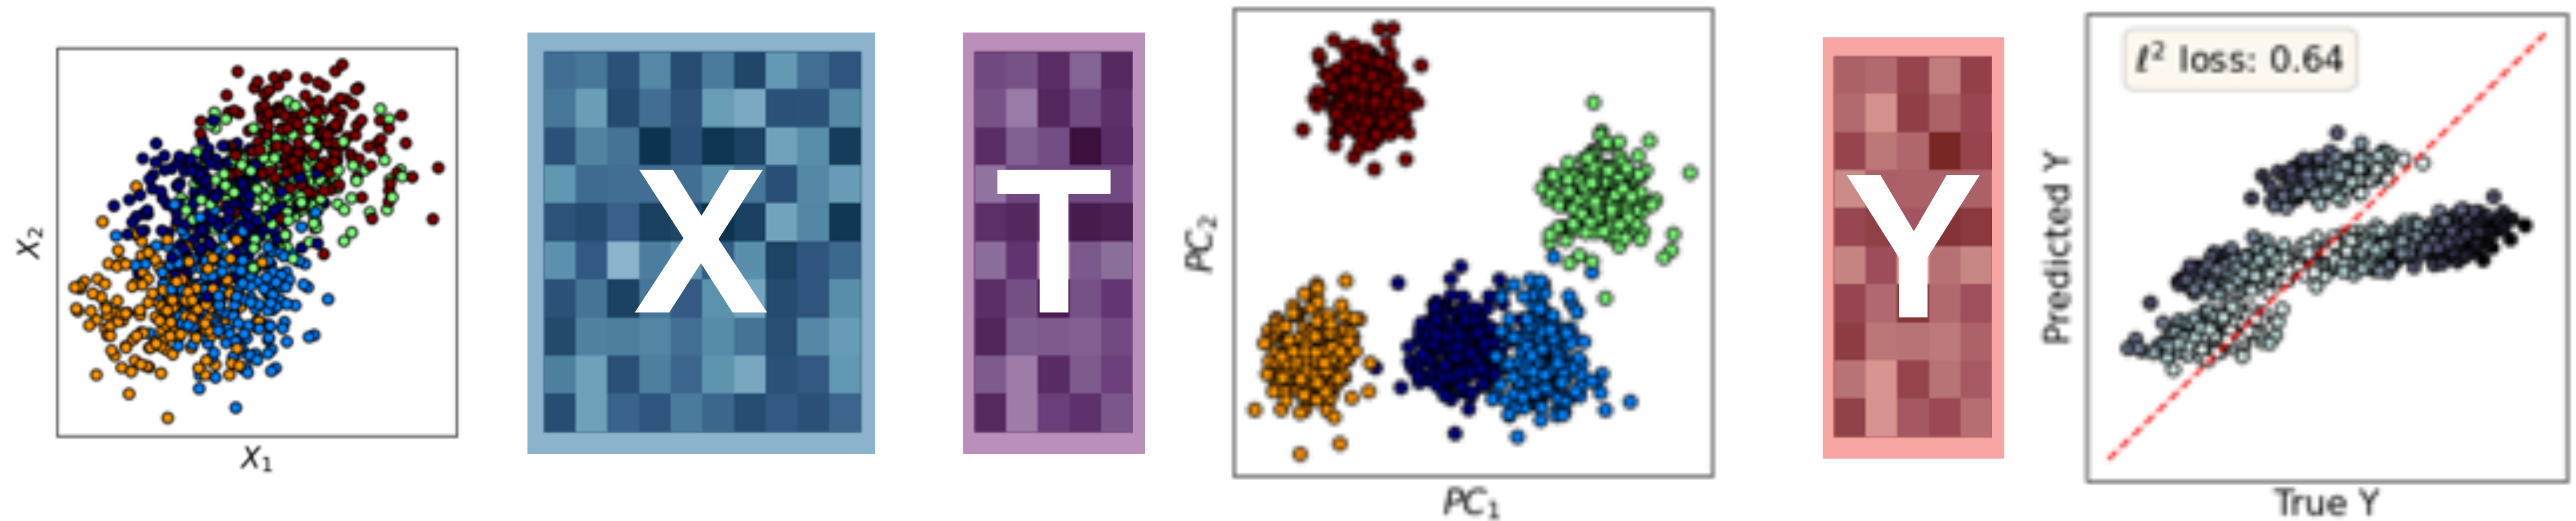 X₂
X₁
X
T
PC₂
PC₁
Y
ℓ² loss: 0.64
Predicted Y
True Y